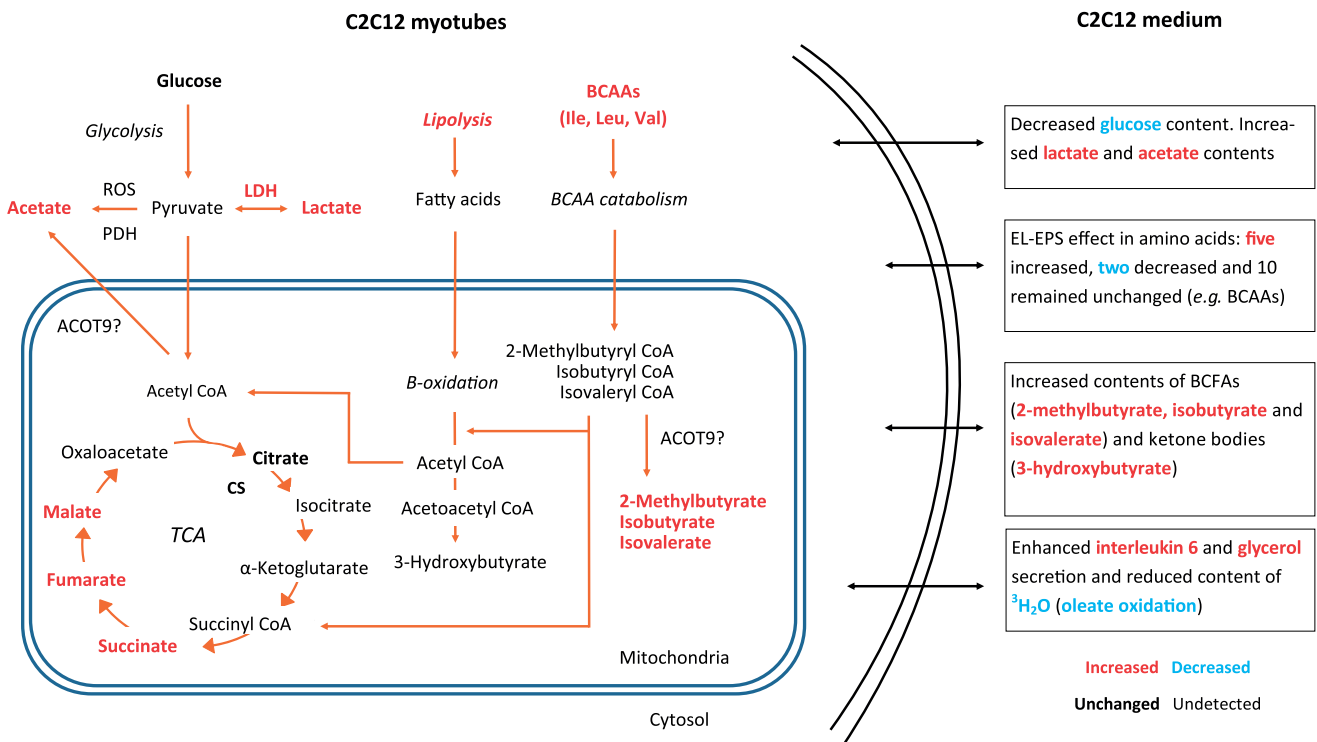 C2C12 myotubes
C2C12 medium
Glucose
Glycolysis
Lipolysis
BCAAs
(Ile, Leu, Val)
ROS
LDH
Acetate
Pyruvate
Lactate
PDH
Fatty acids
BCAA catabolism
ACOT9?
2-Methylbutyryl CoA
Isobutyryl CoA
Isovaleryl CoA
Acetyl CoA
B-oxidation
Oxaloacetate
Citrate
CS
Acetyl CoA
ACOT9?
Isocitrate
Acetoacetyl CoA
2-Methylbutyrate
Isobutyrate
Isovalerate
Malate
TCA
3-Hydroxybutyrate
α-Ketoglutarate
Fumarate
Succinyl CoA
Succinate
Mitochondria
Cytosol
Decreased glucose content. Increa-
sed lactate and acetate contents
EL-EPS effect in amino acids: five
increased, two decreased and 10
remained unchanged (e.g. BCAAs)
Increased contents of BCFAs
(2-methylbutyrate, isobutyrate and
isovalerate) and ketone bodies
(3-hydroxybutyrate)
Enhanced interleukin 6 and glycerol
secretion and reduced content of
³H₂O (oleate oxidation)
Increased Decreased
Unchanged Undetected